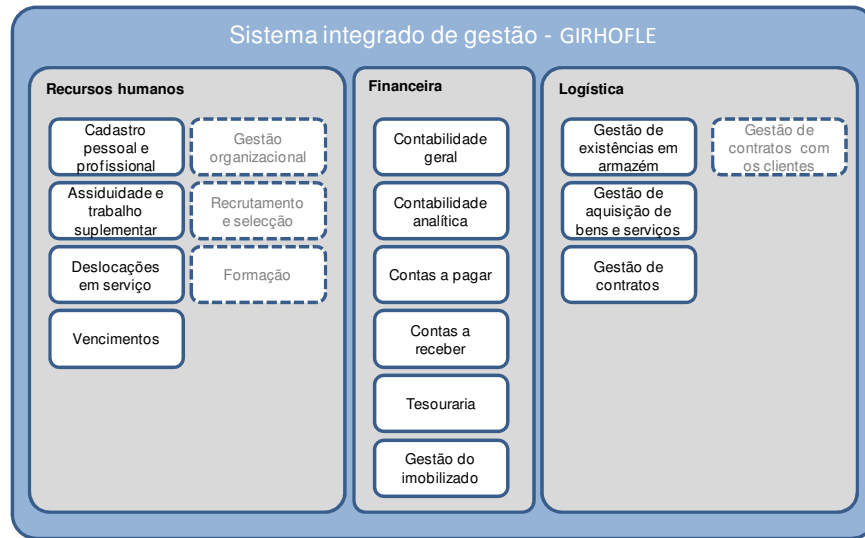 Sistema integrado de gestão - GIRHOFLE
Recursos humanos
Cadastro
pessoal e
profissional
Gestão
organizacional
Assiduidade e
trabalho
suplementar
Recrutamento
e selecção
Deslocações
em serviço
Formação
Vencimentos
Financeira
Contabilidade
geral
Contabilidade
analítica
Contas a pagar
Contas a
receber
Tesouraria
Gestão do
imobilizado
Logística
Gestão de
existências em
armazém
Gestão de
contratos com
os clientes
Gestão de
aquisição de
bens e serviços
Gestão de
contratos